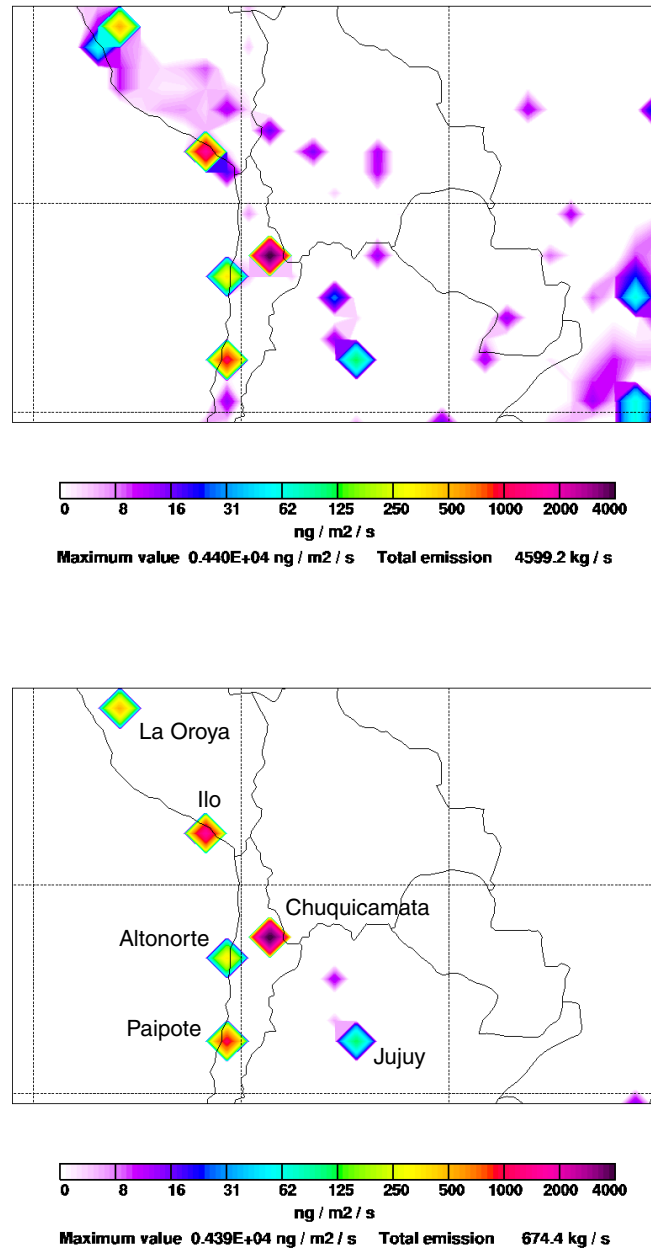 0 8 16 31 62 125 250 500 1000 2000 4000
ng / m2 / s
Maximum value 0.440E+04 ng / m2 / s Total emission 4599.2 kg / s
La Oroya
Ilo
Chuquicamata
Altonorte
Paipote
Jujuy
0 8 16 31 62 125 250 500 1000 2000 4000
ng / m2 / s
Maximum value 0.439E+04 ng / m2 / s Total emission 674.4 kg / s